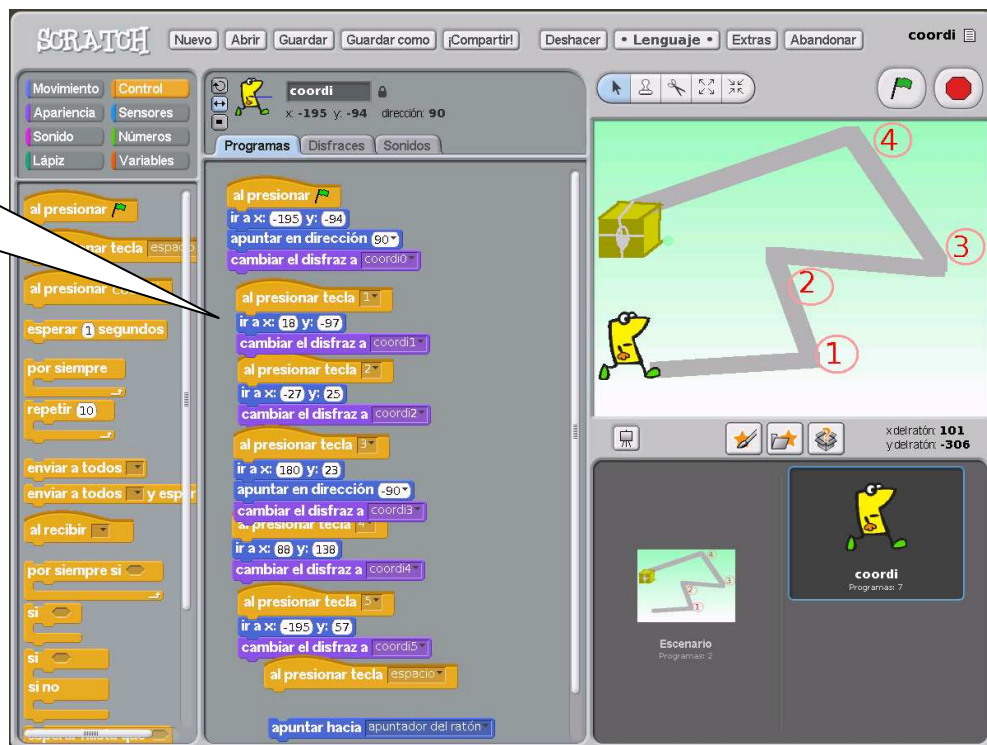 SCRATCH
Nuevo Abrir Guardar Guardar como ¡Compartir! Deshacer • Lenguaje • Extras Abandonar coordi
Movimiento Control
Apariencia Sensores
Sonido Números
Lápiz Variables
al presionar
tecla espacio
al presionar
esperar 1 segundos
por siempre
repetir 10
enviar a todos
enviar a todos y esper
al recibir
por siempre si
si
si
si no
coordi
x: -195 y: -94 dirección: 90
Programas Disfraces Sonidos
al presionar
ir a x: -195 y: -94
apuntar en dirección 90
cambiar el disfraz a coordi0
al presionar tecla 1
ir a x: 18 y: -97
cambiar el disfraz a coordi1
al presionar tecla 2
ir a x: -27 y: 25
cambiar el disfraz a coordi2
al presionar tecla 3
ir a x: 180 y: 23
apuntar en dirección -90
cambiar el disfraz a coordi3
al presionar tecla 4
ir a x: 88 y: 138
cambiar el disfraz a coordi4
al presionar tecla 5
ir a x: -195 y: 57
cambiar el disfraz a coordi5
al presionar tecla espacio
apuntar hacia apuntador del ratón
4
3
2
1
x del ratón: 101
y del ratón: -306
4
3
2
1
Escenario
Programas: 2
coordi
Programas: 7